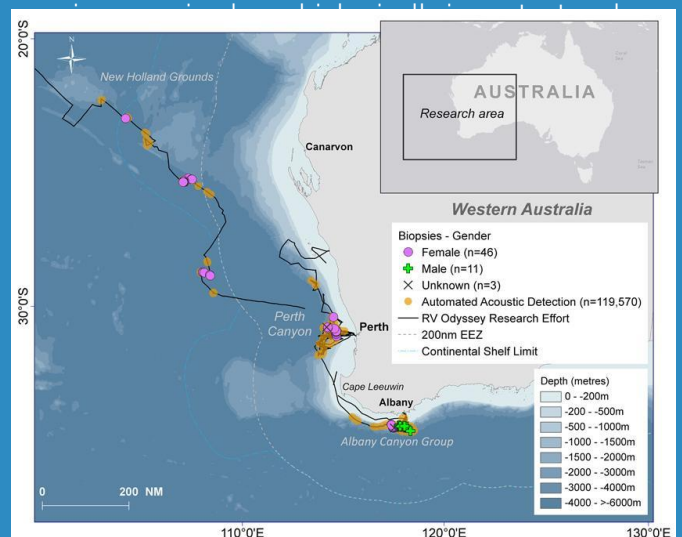 20°0'S
N
New Holland Grounds
AUSTRALIA
Research area
Canarvon
Western Australia
Biopsies - Gender
Female (n=46)
Male (n=11)
Unknown (n=3)
Automated Acoustic Detection (n=119,570)
RV Odyssey Research Effort
200nm EEZ
Continental Shelf Limit
30°0'S
Perth
Canyon
Perth
Cape Leeuwin
Albany
Albany Canyon Group
Depth (metres)
0 - -200m
-200 - -500m
-500 - -1000m
-1000 - -1500m
-1500 - -2000m
-2000 - -3000m
-3000 - -4000m
-4000 - >-6000m
0 200 NM
110°0'E 120°0'E 130°0'E